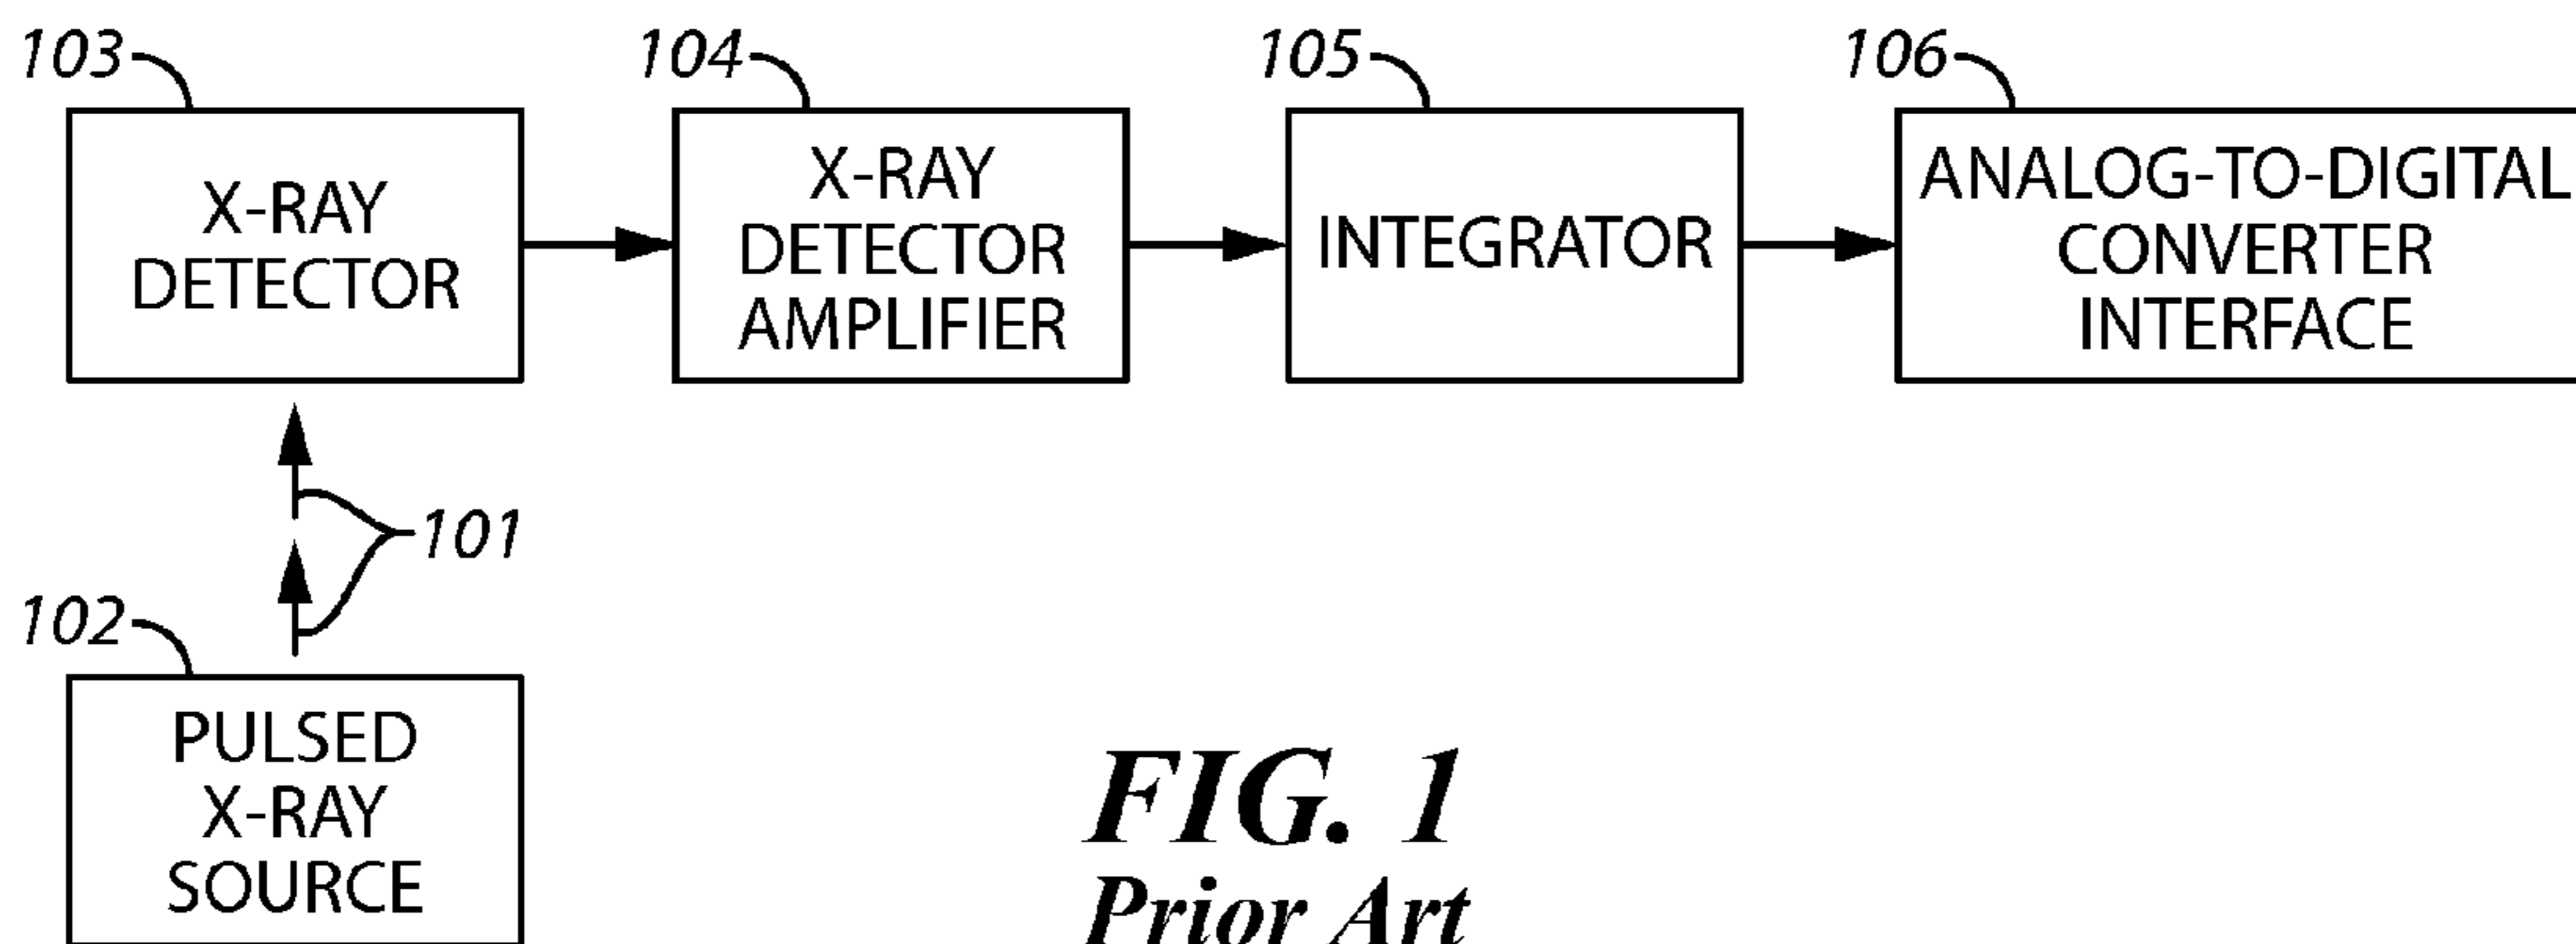 103
104
105
106
X-RAY
DETECTOR
X-RAY
DETECTOR
AMPLIFIER
INTEGRATOR
ANALOG-TO-DIGITAL
CONVERTER
INTERFACE
101
102
PULSED
X-RAY
SOURCE
FIG. 1
Prior Art